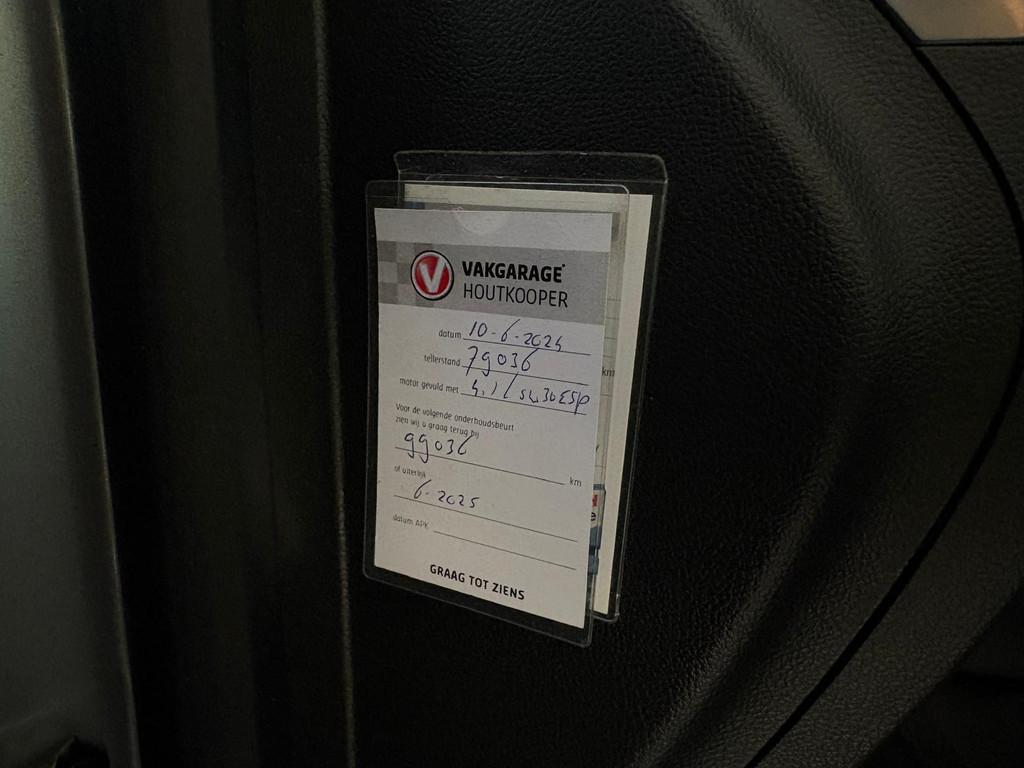 VAKGARAGE
HOUTKOOPER
datum 10-6-2024
tellerstand 79036 km
motor gevuld met 4,1 l 5w30 ESP
Voor de volgende onderhoudsbeurt
zien wij u graag terug bij
99036 km
of uiterlijk
6-2025
datum APK
GRAAG TOT ZIENS